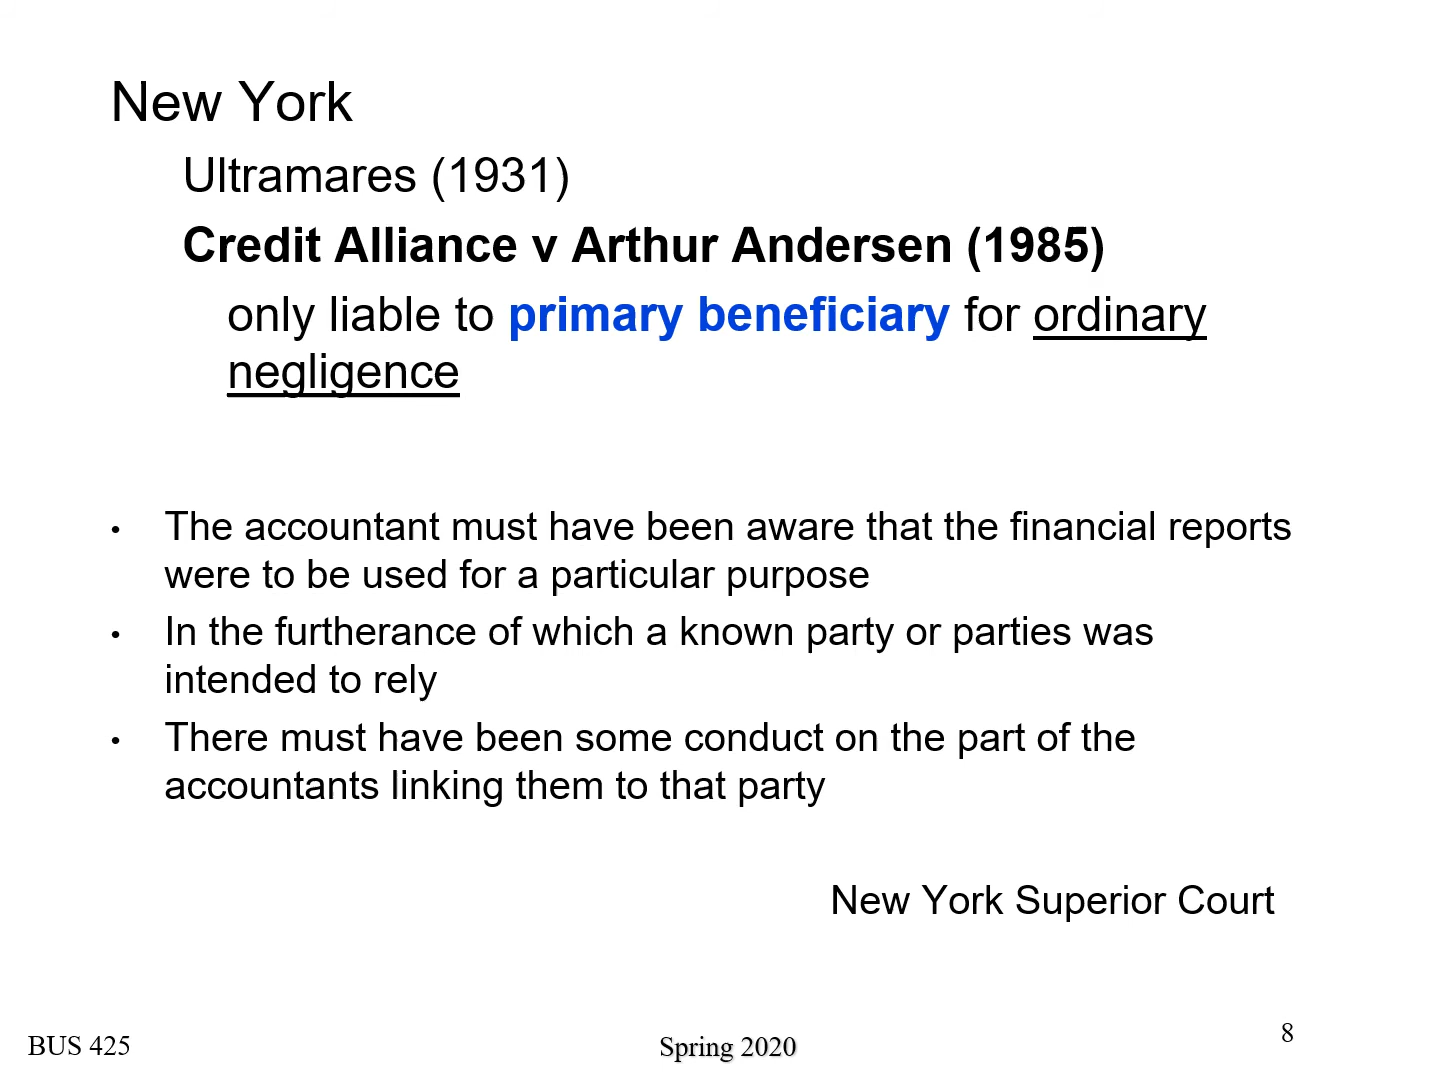 New York
Ultramares (1931)
Credit Alliance v Arthur Andersen (1985)
only liable to primary beneficiary for ordinary
negligence
• The accountant must have been aware that the financial reports
were to be used for a particular purpose
• In the furtherance of which a known party or parties was
intended to rely
• There must have been some conduct on the part of the
accountants linking them to that party
New York Superior Court
BUS 425
Spring 2020
8